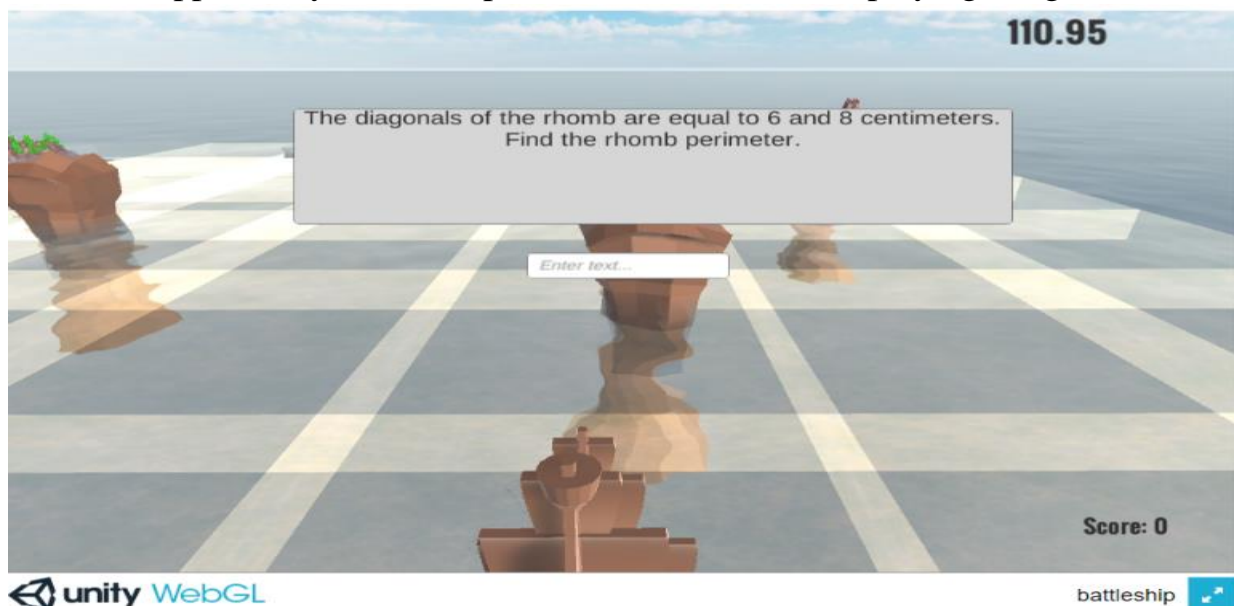 110.95
The diagonals of the rhomb are equal to 6 and 8 centimeters.
Find the rhomb perimeter.
Enter text...
Score: 0
unity WebGL
battleship